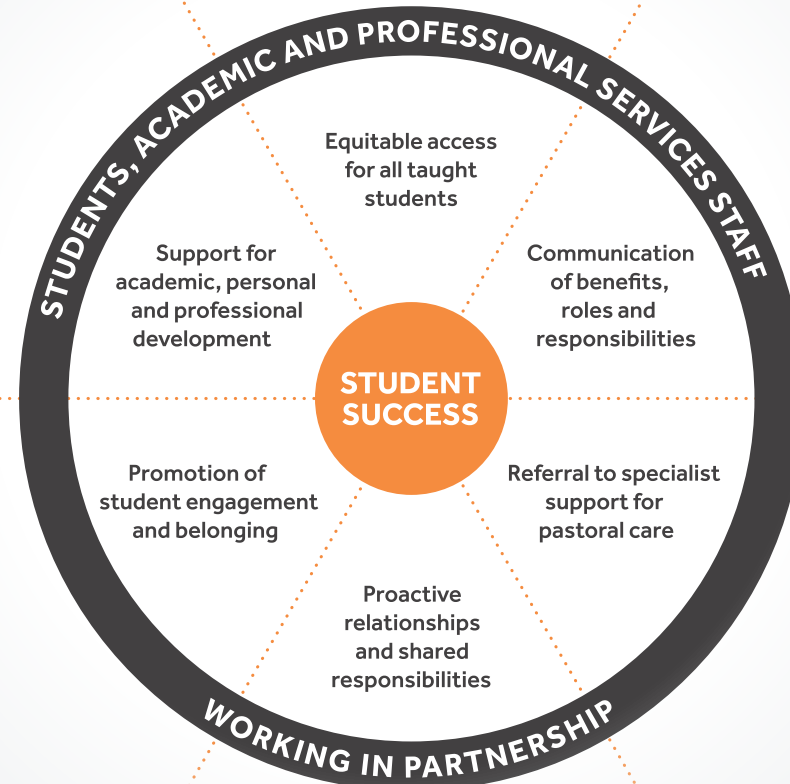 STUDENTS, ACADEMIC AND PROFESSIONAL SERVICES STAFF
Equitable access
for all taught
students
Communication
of benefits,
roles and
responsibilities
Referral to specialist
support for
pastoral care
Proactive
relationships
and shared
responsibilities
Promotion of
student engagement
and belonging
Support for
academic, personal
and professional
development
STUDENT
SUCCESS
WORKING IN PARTNERSHIP